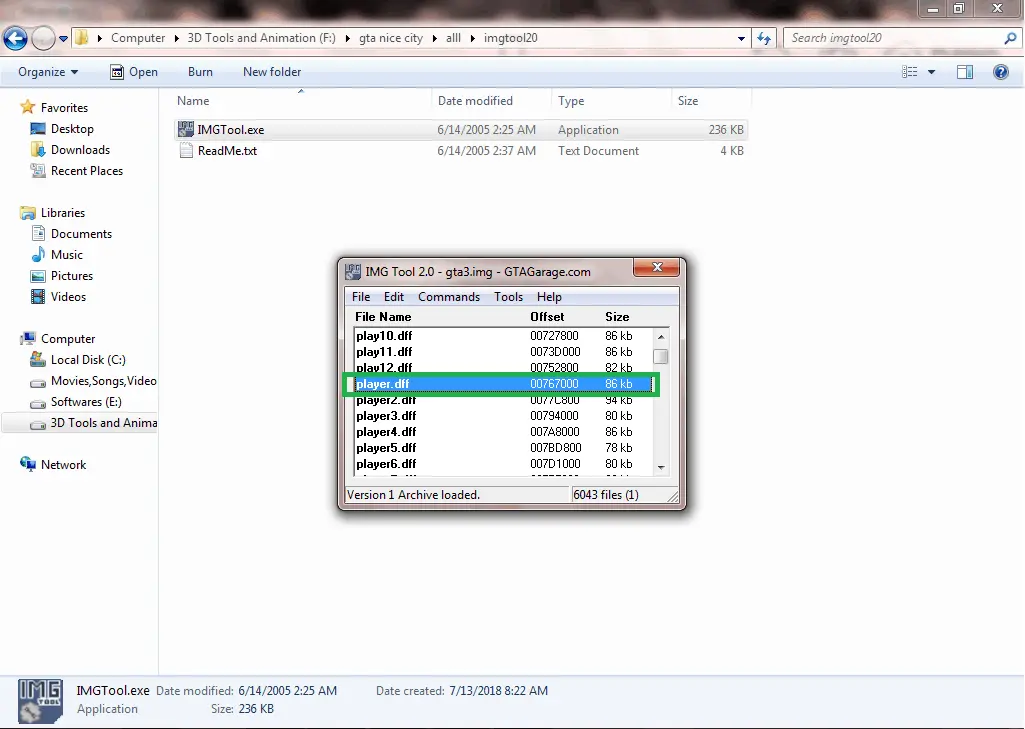 Computer ▸ 3D Tools and Animation (F:) ▸ gta nice city ▸ alll ▸ imgtool20
Search imgtool20
Organize Open Burn New folder
Name Date modified Type Size
IMGTool.exe 6/14/2005 2:25 AM Application 236 KB
ReadMe.txt 6/14/2005 2:37 AM Text Document 4 KB
Favorites
Desktop
Downloads
Recent Places
Libraries
Documents
Music
Pictures
Videos
Computer
Local Disk (C:)
Movies,Songs,Video
Softwares (E:)
3D Tools and Anima
Network
IMG Tool 2.0 - gta3.img - GTAGarage.com
File Edit Commands Tools Help
File Name Offset Size
play10.dff 00727800 86 kb
play11.dff 0073D000 86 kb
play12.dff 00752800 82 kb
player.dff 00767000 86 kb
player2.dff 0077C800 94 kb
player3.dff 00794000 80 kb
player4.dff 007A8000 86 kb
player5.dff 007BD800 78 kb
player6.dff 007D1000 80 kb
Version 1 Archive loaded. 6043 files (1)
IMG
TOOL
IMGTool.exe Date modified: 6/14/2005 2:25 AM Date created: 7/13/2018 8:22 AM
Application Size: 236 KB